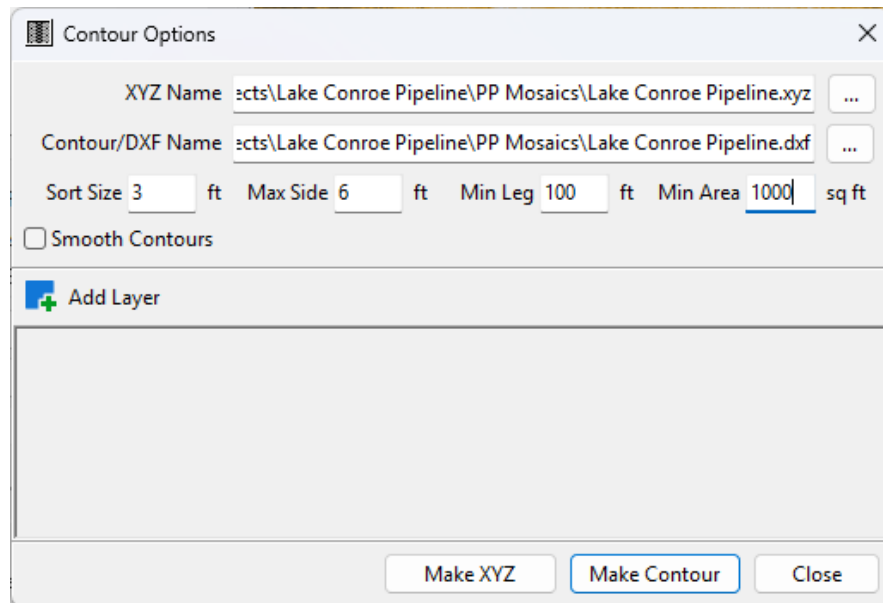 Contour Options
XYZ Name ects\Lake Conroe Pipeline\PP Mosaics\Lake Conroe Pipeline.xyz ...
Contour/DXF Name ects\Lake Conroe Pipeline\PP Mosaics\Lake Conroe Pipeline.dxf ...
Sort Size 3 ft Max Side 6 ft Min Leg 100 ft Min Area 1000 sq ft
Smooth Contours
Add Layer
Make XYZ Make Contour Close